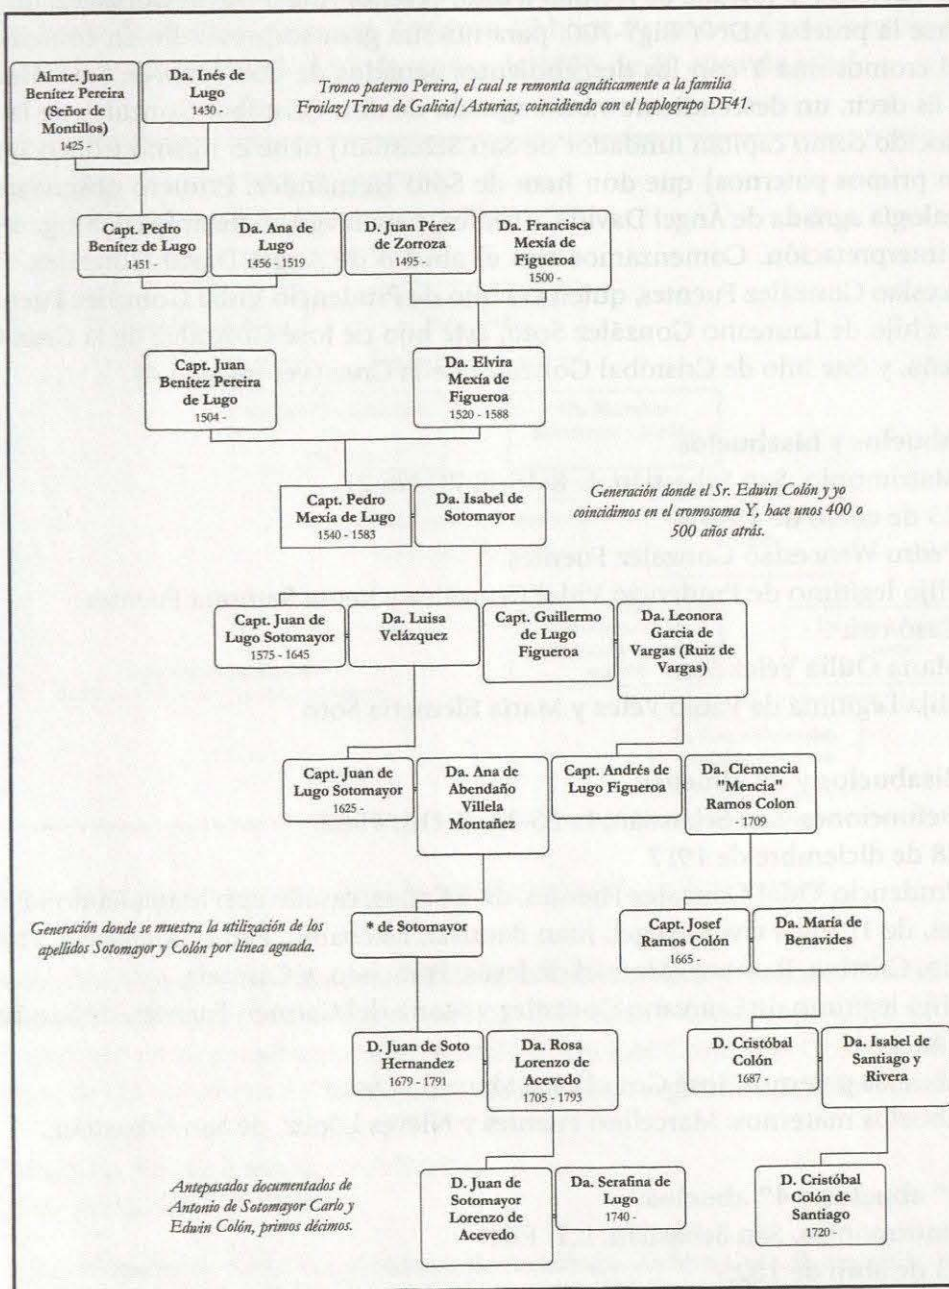 Almte. Juan
Benítez Pereira
(Señor de
Montillos)
1425 -
Da. Inés de
Lugo
1430 -
Tronco paterno Pereira, el cual se remonta agnáticamente a la familia
Froilaz/Trava de Galicia/Asturias, coincidiendo con el haplogrupo DF41.
Capt. Pedro
Benítez de Lugo
1451 -
Da. Ana de
Lugo
1456 - 1519
D. Juan Pérez
de Zorroza
1495 -
Da. Francisca
Mexía de
Figueroa
1500 -
Capt. Juan
Benítez Pereira
de Lugo
1504 -
Da. Elvira
Mexía de
Figueroa
1520 - 1588
Capt. Pedro
Mexía de Lugo
1540 - 1583
Da. Isabel de
Sotomayor
Generación donde el Sr. Edwin Colón y yo
coincidimos en el cromosoma Y, hace unos 400 o
500 años atrás.
Capt. Juan de
Lugo Sotomayor
1575 - 1645
Da. Luisa
Velázquez
Capt. Guillermo
de Lugo
Figueroa
Da. Leonora
Garcia de
Vargas (Ruiz de
Vargas)
Capt. Juan de
Lugo Sotomayor
1625 -
Da. Ana de
Abendaño
Villela
Montañez
Capt. Andrés de
Lugo Figueroa
Da. Clemencia
"Mencia"
Ramos Colon
- 1709
Generación donde se muestra la utilización de los
apellidos Sotomayor y Colón por línea agnada.
* de Sotomayor
Capt. Josef
Ramos Colón
1665 -
Da. María de
Benavides
D. Juan de Soto
Hernandez
1679 - 1791
Da. Rosa
Lorenzo de
Acevedo
1705 - 1793
D. Cristóbal
Colón
1687 -
Da. Isabel de
Santiago y
Rivera
Antepasados documentados de
Antonio de Sotomayor Carlo y
Edwin Colón, primos décimos.
D. Juan de
Sotomayor
Lorenzo de
Acevedo
Da. Serafina de
Lugo
1740 -
D. Cristóbal
Colón de
Santiago
1720 -